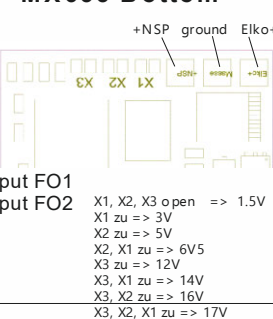 MX695 Bottom
+NSP ground Elko+
X3 X2 X1 +NSP Masse Elko+
put FO1
put FO2
X1, X2, X3 open => 1.5V
X1 zu => 3V
X2 zu => 5V
X2, X1 zu => 6V5
X3 zu => 12V
X3, X1 zu => 14V
X3, X2 zu => 16V
X3, X2, X1 zu => 17V